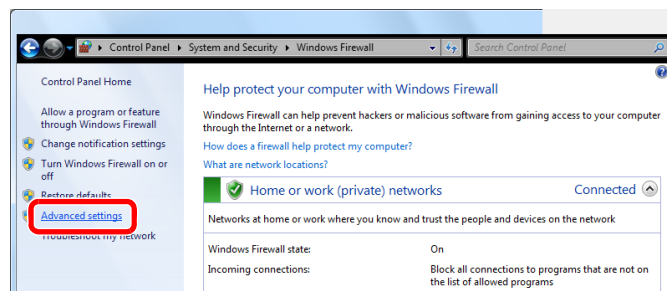 Control Panel ▸ System and Security ▸ Windows Firewall
Search Control Panel
Control Panel Home
Allow a program or feature
through Windows Firewall
Change notification settings
Turn Windows Firewall on or
off
Restore defaults
Advanced settings
Troubleshoot my network
Help protect your computer with Windows Firewall
Windows Firewall can help prevent hackers or malicious software from gaining access to your computer
through the Internet or a network.
How does a firewall help protect my computer?
What are network locations?
Home or work (private) networks Connected
Networks at home or work where you know and trust the people and devices on the network
Windows Firewall state: On
Incoming connections: Block all connections to programs that are not on
the list of allowed programs